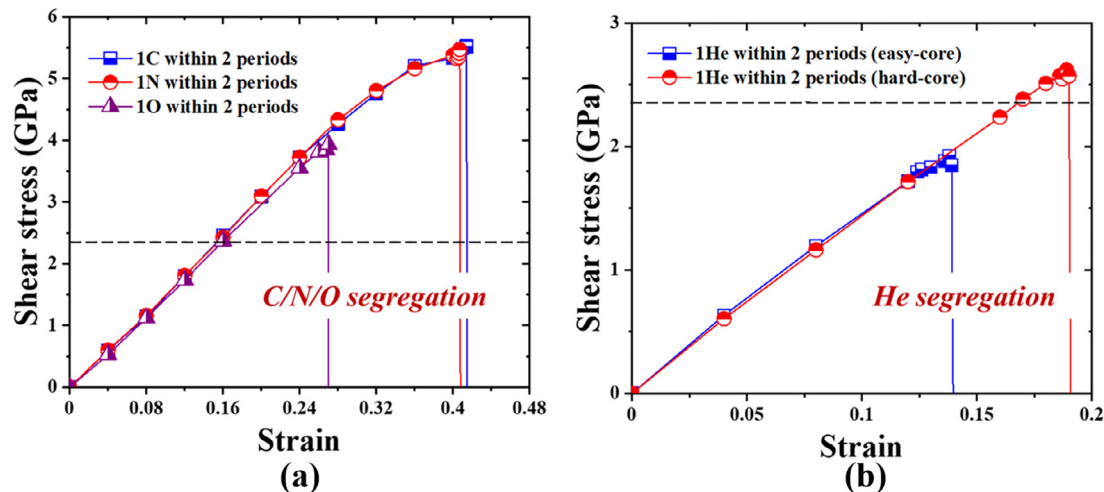 6
5
4
3
2
1
0
Shear stress (GPa)
1C within 2 periods
1N within 2 periods
1O within 2 periods
C/N/O segregation
0
0.08
0.16
0.24
0.32
0.4
0.48
Strain
(a)
3
2
1
0
Shear stress (GPa)
1He within 2 periods (easy-core)
1He within 2 periods (hard-core)
He segregation
0
0.05
0.1
0.15
0.2
Strain
(b)